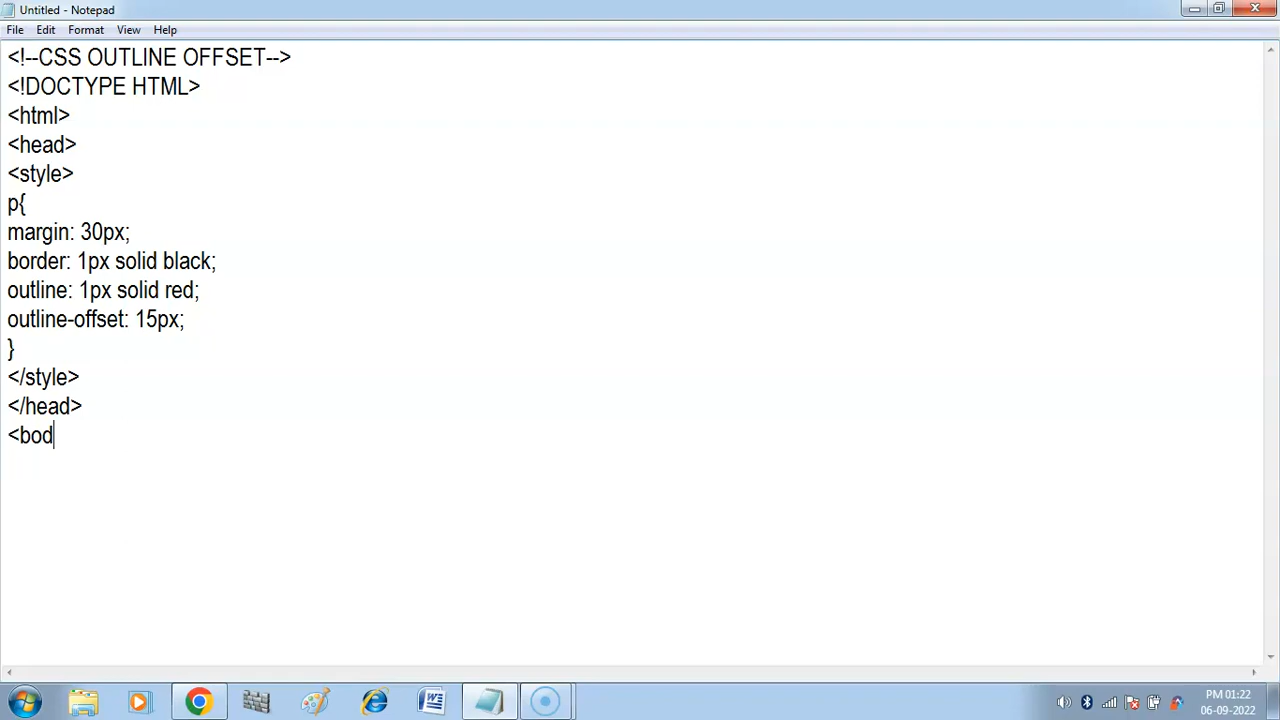 Untitled - Notepad
File Edit Format View Help
<!--CSS OUTLINE OFFSET-->
<!DOCTYPE HTML>
<html>
<head>
<style>
p{
margin: 30px;
border: 1px solid black;
outline: 1px solid red;
outline-offset: 15px;
}
</style>
</head>
<bod
PM 01:22
06-09-2022